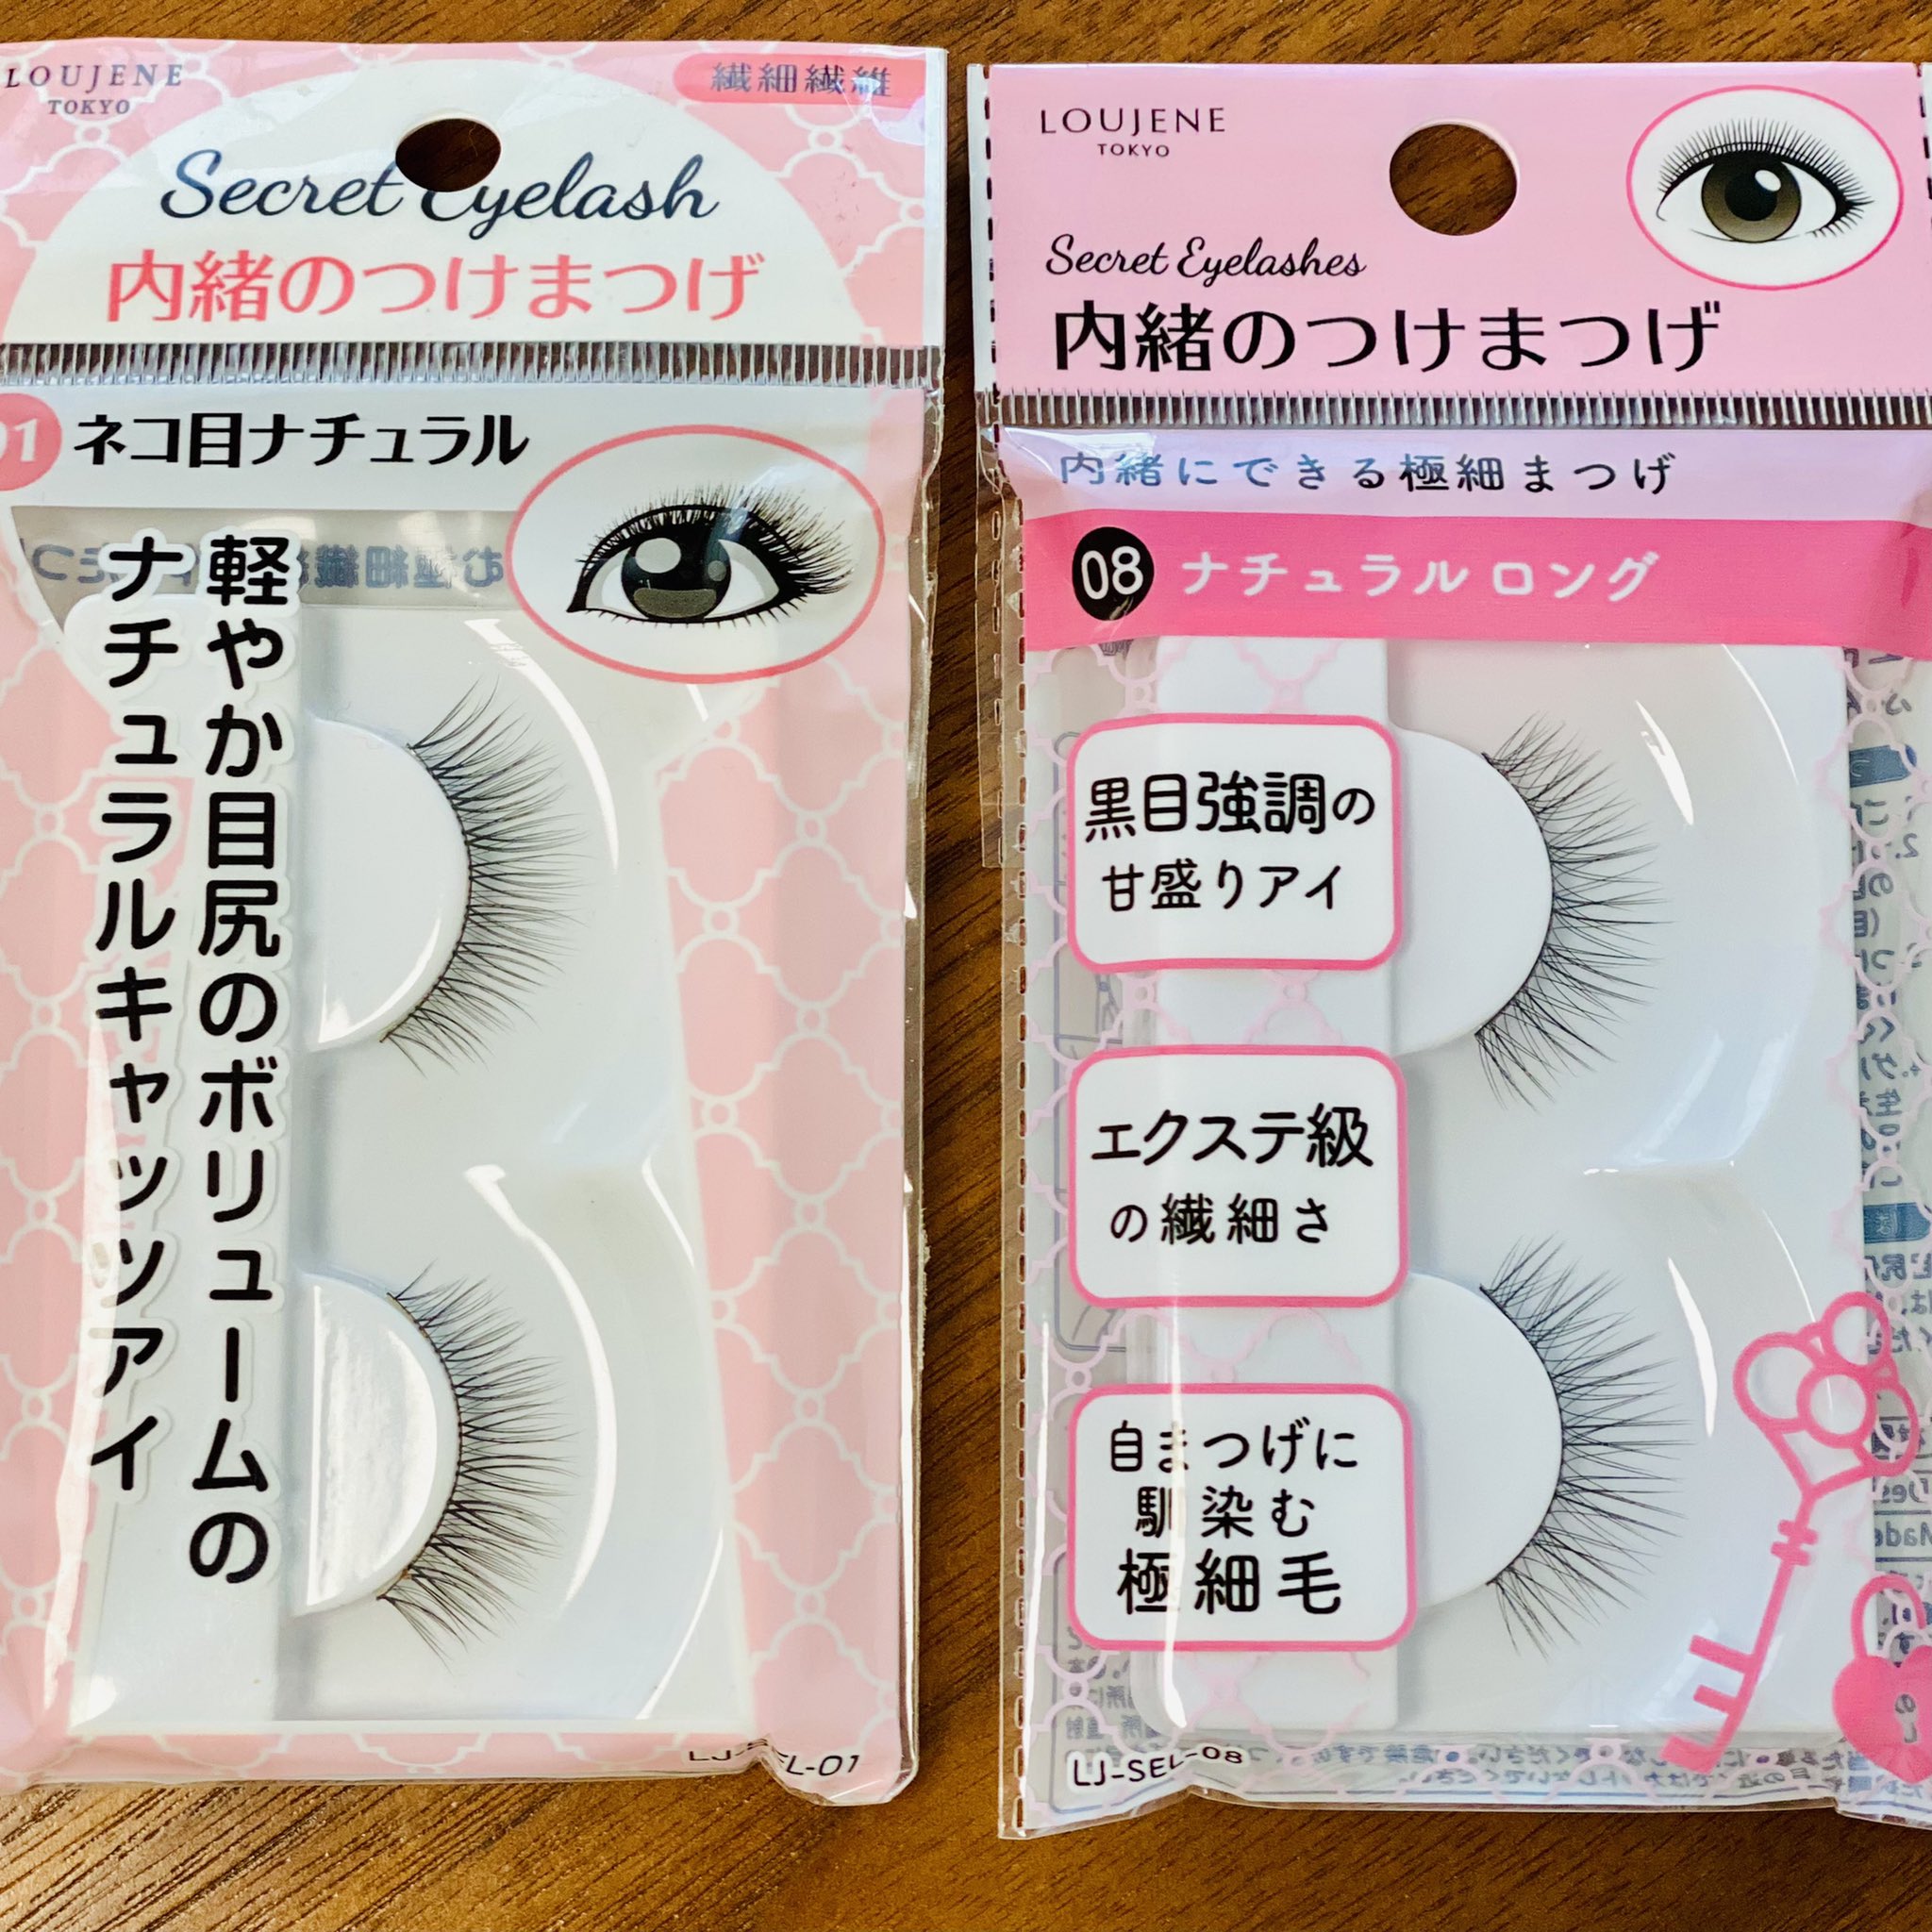 LOUJENE
TOKYO
繊細繊維
Secret Eyelash
内緒のつけまつげ
01 ネコ目ナチュラル
軽やか目尻のボリュームの
ナチュラルキャッツアイ
LJ-SEL-01
LOUJENE
TOKYO
Secret Eyelashes
内緒のつけまつげ
内緒にできる極細まつげ
08 ナチュラルロング
黒目強調の
甘盛りアイ
エクステ級
の繊細さ
自まつげに
馴染む
極細毛
LJ-SEL-08